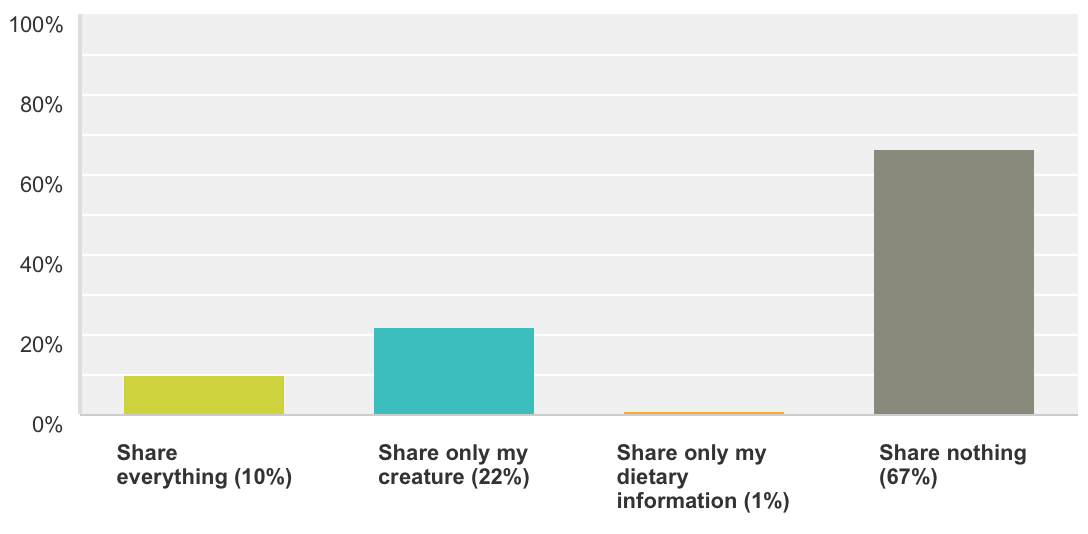 100%
80%
60%
40%
20%
0%
Share
everything (10%)
Share only my
creature (22%)
Share only my
dietary
information (1%)
Share nothing
(67%)